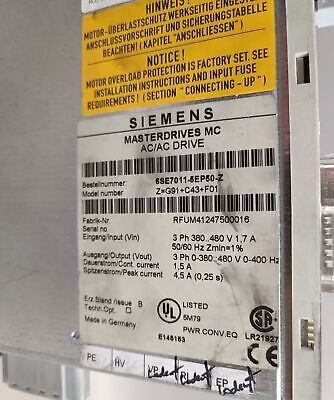 HINWEIS !
MOTOR-ÜBERLASTSCHUTZ WERKSEITIG EINGESTELLT
ANSCHLUSSVORSCHRIFT UND SICHERUNGSTABELLE
BEACHTEN! (KAPITEL "ANSCHLIESSEN")
NOTICE !
MOTOR OVERLOAD PROTECTION IS FACTORY SET. SEE
INSTALLATION INSTRUCTIONS AND INPUT FUSE
REQUIREMENTS ! (SECTION "CONNECTING - UP")
SIEMENS
MASTERDRIVES MC
AC/AC DRIVE
Bestellnummer: 6SE7011-5EP50-Z
Model No. Z=G91+C43+F01
Fabrik-Nr RFUM41247500016
Serial no
Eingang/Input (Vin) 3 Ph 380..480 V 1,7 A
50/60 Hz Zmin=1%
Ausgang/Output (Vout) 3 Ph 0-380..480 V 0-400 Hz
Dauerstrom/Cont. current 1,5 A
Spitzenstrom/Peak current 4,5 A (0,25 s)
Erz Stand /issue B
Techn Opt.
Made in Germany
UL LISTED
5M79
PWR.CONV.EQ
E145153
LR21927
PE HV EP